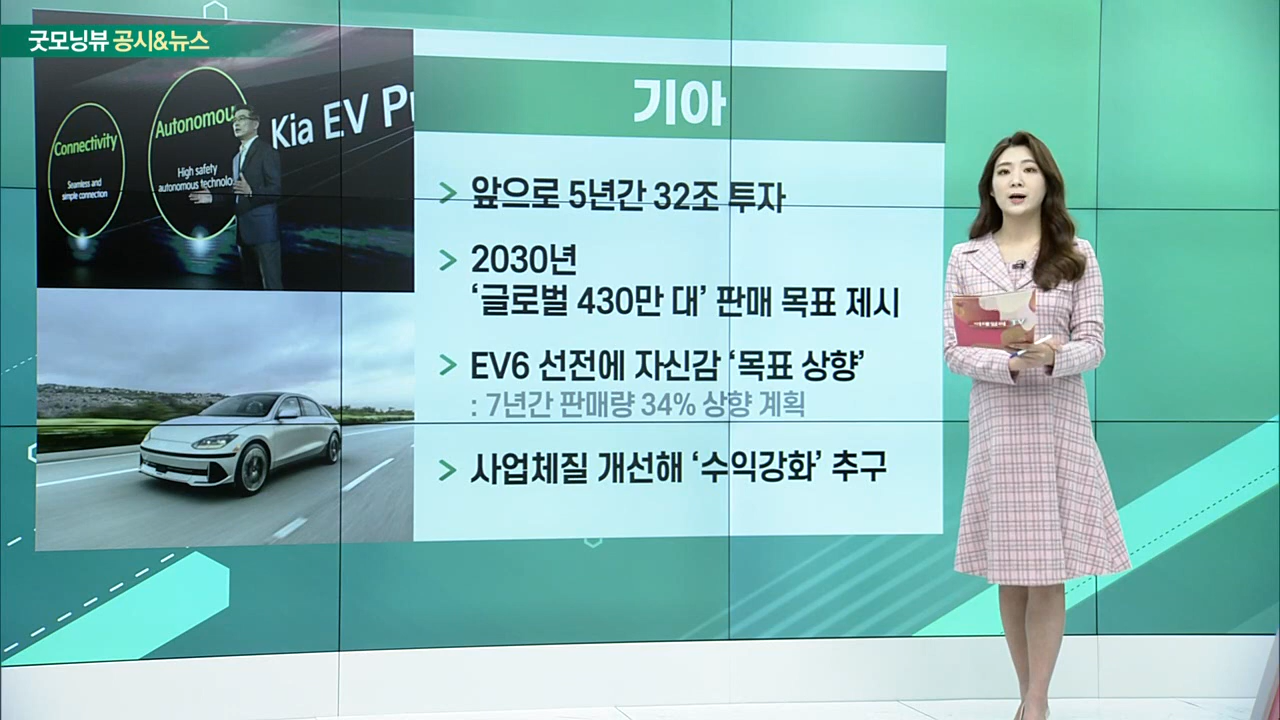 굿모닝뷰 공시&뉴스
Connectivity
Seamless and
simple connection
Autonomou
High safety
autonomous technolo
Kia EV Pr
기아
> 앞으로 5년간 32조 투자
> 2030년
‘글로벌 430만 대’ 판매 목표 제시
> EV6 선전에 자신감 ‘목표 상향’
: 7년간 판매량 34% 상향 계획
> 사업체질 개선해 ‘수익강화’ 추구